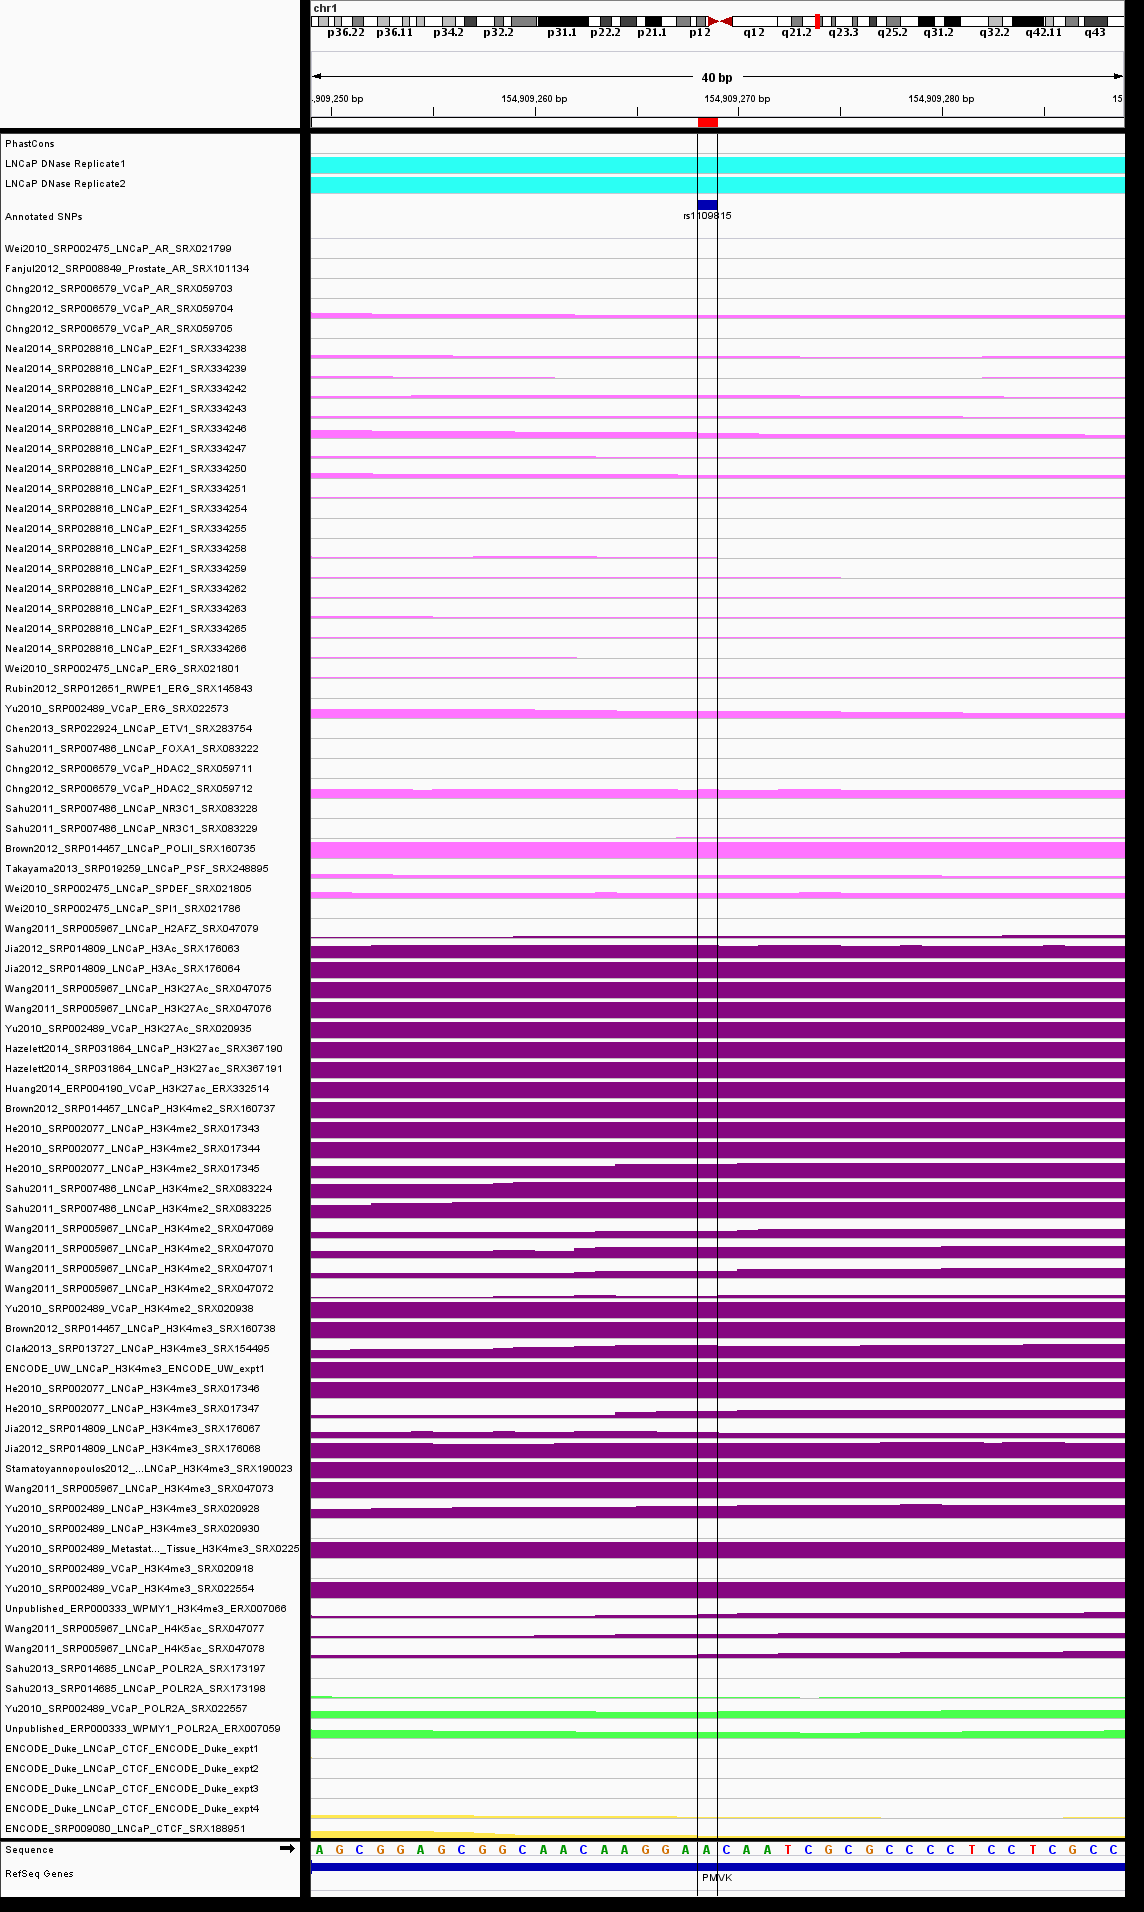 chr1
p36.22 p36.11 p34.2 p32.2 p31.1 p22.2 p21.1 p12 q12 q21.2 q23.3 q25.2 q31.2 q32.2 q42.11 q43
40 bp
,909,250 bp 154,909,260 bp 154,909,270 bp 154,909,280 bp 15
PhastCons
LNCaP DNase Replicate1
LNCaP DNase Replicate2
Annotated SNPs
rs1109815
Wei2010_SRP002475_LNCaP_AR_SRX021799
Fanjul2012_SRP008849_Prostate_AR_SRX101134
Chng2012_SRP006579_VCaP_AR_SRX059703
Chng2012_SRP006579_VCaP_AR_SRX059704
Chng2012_SRP006579_VCaP_AR_SRX059705
Neal2014_SRP028816_LNCaP_E2F1_SRX334238
Neal2014_SRP028816_LNCaP_E2F1_SRX334239
Neal2014_SRP028816_LNCaP_E2F1_SRX334242
Neal2014_SRP028816_LNCaP_E2F1_SRX334243
Neal2014_SRP028816_LNCaP_E2F1_SRX334246
Neal2014_SRP028816_LNCaP_E2F1_SRX334247
Neal2014_SRP028816_LNCaP_E2F1_SRX334250
Neal2014_SRP028816_LNCaP_E2F1_SRX334251
Neal2014_SRP028816_LNCaP_E2F1_SRX334254
Neal2014_SRP028816_LNCaP_E2F1_SRX334255
Neal2014_SRP028816_LNCaP_E2F1_SRX334258
Neal2014_SRP028816_LNCaP_E2F1_SRX334259
Neal2014_SRP028816_LNCaP_E2F1_SRX334262
Neal2014_SRP028816_LNCaP_E2F1_SRX334263
Neal2014_SRP028816_LNCaP_E2F1_SRX334265
Neal2014_SRP028816_LNCaP_E2F1_SRX334266
Wei2010_SRP002475_LNCaP_ERG_SRX021801
Rubin2012_SRP012651_RWPE1_ERG_SRX145843
Yu2010_SRP002489_VCaP_ERG_SRX022573
Chen2013_SRP022924_LNCaP_ETV1_SRX283754
Sahu2011_SRP007486_LNCaP_FOXA1_SRX083222
Chng2012_SRP006579_VCaP_HDAC2_SRX059711
Chng2012_SRP006579_VCaP_HDAC2_SRX059712
Sahu2011_SRP007486_LNCaP_NR3C1_SRX083228
Sahu2011_SRP007486_LNCaP_NR3C1_SRX083229
Brown2012_SRP014457_LNCaP_POLII_SRX160735
Takayama2013_SRP019259_LNCaP_PSF_SRX248895
Wei2010_SRP002475_LNCaP_SPDEF_SRX021805
Wei2010_SRP002475_LNCaP_SPI1_SRX021786
Wang2011_SRP005967_LNCaP_H2AFZ_SRX047079
Jia2012_SRP014809_LNCaP_H3Ac_SRX176063
Jia2012_SRP014809_LNCaP_H3Ac_SRX176064
Wang2011_SRP005967_LNCaP_H3K27Ac_SRX047075
Wang2011_SRP005967_LNCaP_H3K27Ac_SRX047076
Yu2010_SRP002489_VCaP_H3K27Ac_SRX020935
Hazelett2014_SRP031864_LNCaP_H3K27ac_SRX367190
Hazelett2014_SRP031864_LNCaP_H3K27ac_SRX367191
Huang2014_ERP004190_VCaP_H3K27ac_ERX332514
Brown2012_SRP014457_LNCaP_H3K4me2_SRX160737
He2010_SRP002077_LNCaP_H3K4me2_SRX017343
He2010_SRP002077_LNCaP_H3K4me2_SRX017344
He2010_SRP002077_LNCaP_H3K4me2_SRX017345
Sahu2011_SRP007486_LNCaP_H3K4me2_SRX083224
Sahu2011_SRP007486_LNCaP_H3K4me2_SRX083225
Wang2011_SRP005967_LNCaP_H3K4me2_SRX047069
Wang2011_SRP005967_LNCaP_H3K4me2_SRX047070
Wang2011_SRP005967_LNCaP_H3K4me2_SRX047071
Wang2011_SRP005967_LNCaP_H3K4me2_SRX047072
Yu2010_SRP002489_VCaP_H3K4me2_SRX020938
Brown2012_SRP014457_LNCaP_H3K4me3_SRX160738
Clark2013_SRP013727_LNCaP_H3K4me3_SRX154495
ENCODE_UW_LNCaP_H3K4me3_ENCODE_UW_expt1
He2010_SRP002077_LNCaP_H3K4me3_SRX017346
He2010_SRP002077_LNCaP_H3K4me3_SRX017347
Jia2012_SRP014809_LNCaP_H3K4me3_SRX176067
Jia2012_SRP014809_LNCaP_H3K4me3_SRX176068
Stamatoyannopoulos2012_..._LNCaP_H3K4me3_SRX190023
Wang2011_SRP005967_LNCaP_H3K4me3_SRX047073
Yu2010_SRP002489_LNCaP_H3K4me3_SRX020928
Yu2010_SRP002489_LNCaP_H3K4me3_SRX020930
Yu2010_SRP002489_Metastat..._Tissue_H3K4me3_SRX0225
Yu2010_SRP002489_VCaP_H3K4me3_SRX020918
Yu2010_SRP002489_VCaP_H3K4me3_SRX022554
Unpublished_ERP000333_WPMY1_H3K4me3_ERX007066
Wang2011_SRP005967_LNCaP_H4K5ac_SRX047077
Wang2011_SRP005967_LNCaP_H4K5ac_SRX047078
Sahu2013_SRP014685_LNCaP_POLR2A_SRX173197
Sahu2013_SRP014685_LNCaP_POLR2A_SRX173198
Yu2010_SRP002489_VCaP_POLR2A_SRX022557
Unpublished_ERP000333_WPMY1_POLR2A_ERX007059
ENCODE_Duke_LNCaP_CTCF_ENCODE_Duke_expt1
ENCODE_Duke_LNCaP_CTCF_ENCODE_Duke_expt2
ENCODE_Duke_LNCaP_CTCF_ENCODE_Duke_expt3
ENCODE_Duke_LNCaP_CTCF_ENCODE_Duke_expt4
ENCODE_SRP009080_LNCaP_CTCF_SRX188951
Sequence A G C G G A G C G G C A A C A A G G A A C A A T C G C G C C C C T C C T C G C C
RefSeq Genes
PMVK